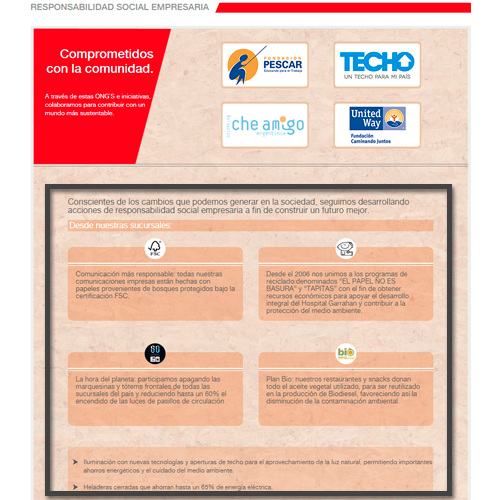 RESPONSABILIDAD SOCIAL EMPRESARIA
Comprometidos
con la comunidad.
A través de estas ONG'S e iniciativas,
colaboramos para contribuir con un
mundo más sustentable.
FUNDACION
PESCAR
Educando para el Trabajo
TECHO
UN TECHO PARA MI PAÍS
che amigo
argentina
United
Way
Fundación
Caminando Juntos
Conscientes de los cambios que podemos generar en la sociedad, seguimos desarrollando
acciones de responsabilidad social empresaria a fin de construir un futuro mejor.
Desde nuestras sucursales:
FSC
Comunicación más responsable: todas nuestras
comunicaciones impresas están hechas con
papeles provenientes de bosques protegidos bajo la
certificación FSC.
Desde el 2006 nos unimos a los programas de
reciclado denominados "EL PAPEL NO ES
BASURA" y "TAPITAS" con el fin de obtener
recursos económicos para apoyar el desarrollo
integral del Hospital Garrahan y contribuir a la
protección del medio ambiente.
60
bio
La hora del planeta: participamos apagando las
marquesinas y tótems frontales de todas las
sucursales del país y reduciendo hasta un 60% el
encendido de las luces de pasillos de circulación
Plan Bio: nuestros restaurantes y snacks donan
todo el aceite vegetal utilizado, para ser reutilizado
en la producción de Biodiesel, favoreciendo así la
disminución de la contaminación ambiental
Iluminación con nuevas tecnologías y aperturas de techo para el aprovechamiento de la luz natural, permitiendo importantes
ahorros energéticos y el cuidado del medio ambiente.
Heladeras cerradas que ahorran hasta un 65% de energía eléctrica.